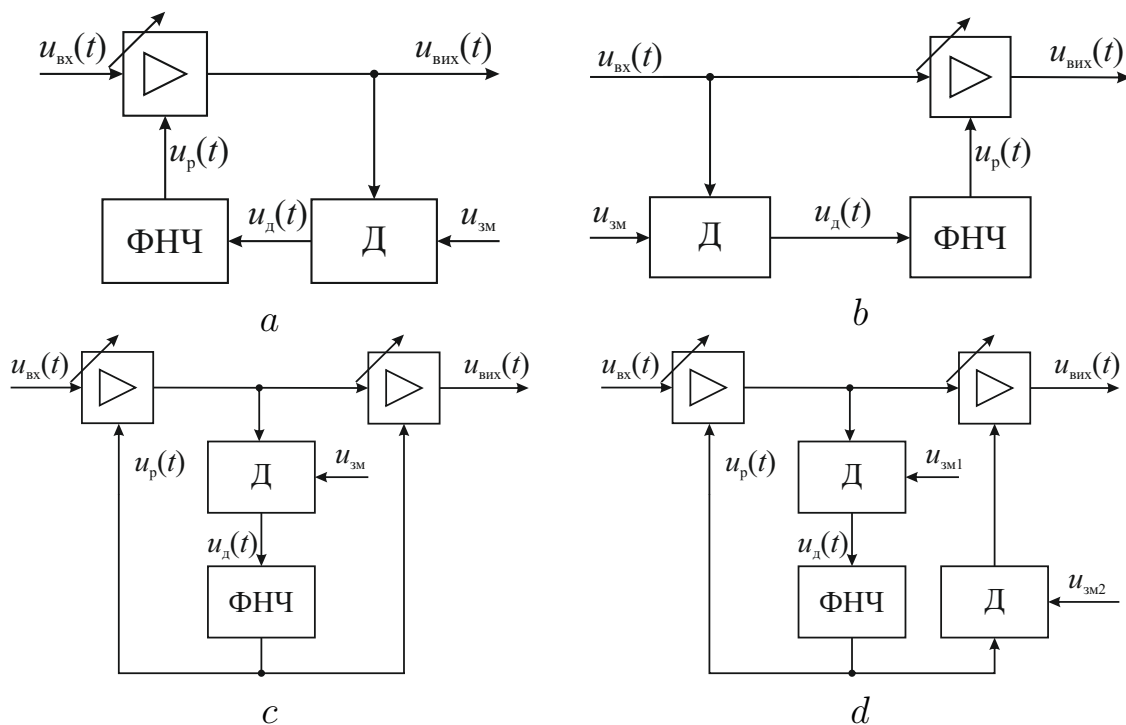 u_вх(t) u_вих(t)
u_р(t)
ФНЧ u_д(t) Д u_зм
a
u_вх(t) u_вих(t)
u_р(t)
u_зм Д u_д(t) ФНЧ
b
u_вх(t) u_вих(t)
u_р(t) Д u_зм
u_д(t)
ФНЧ
c
u_вх(t) u_вих(t)
u_р(t) Д u_зм1
u_д(t)
ФНЧ Д u_зм2
d